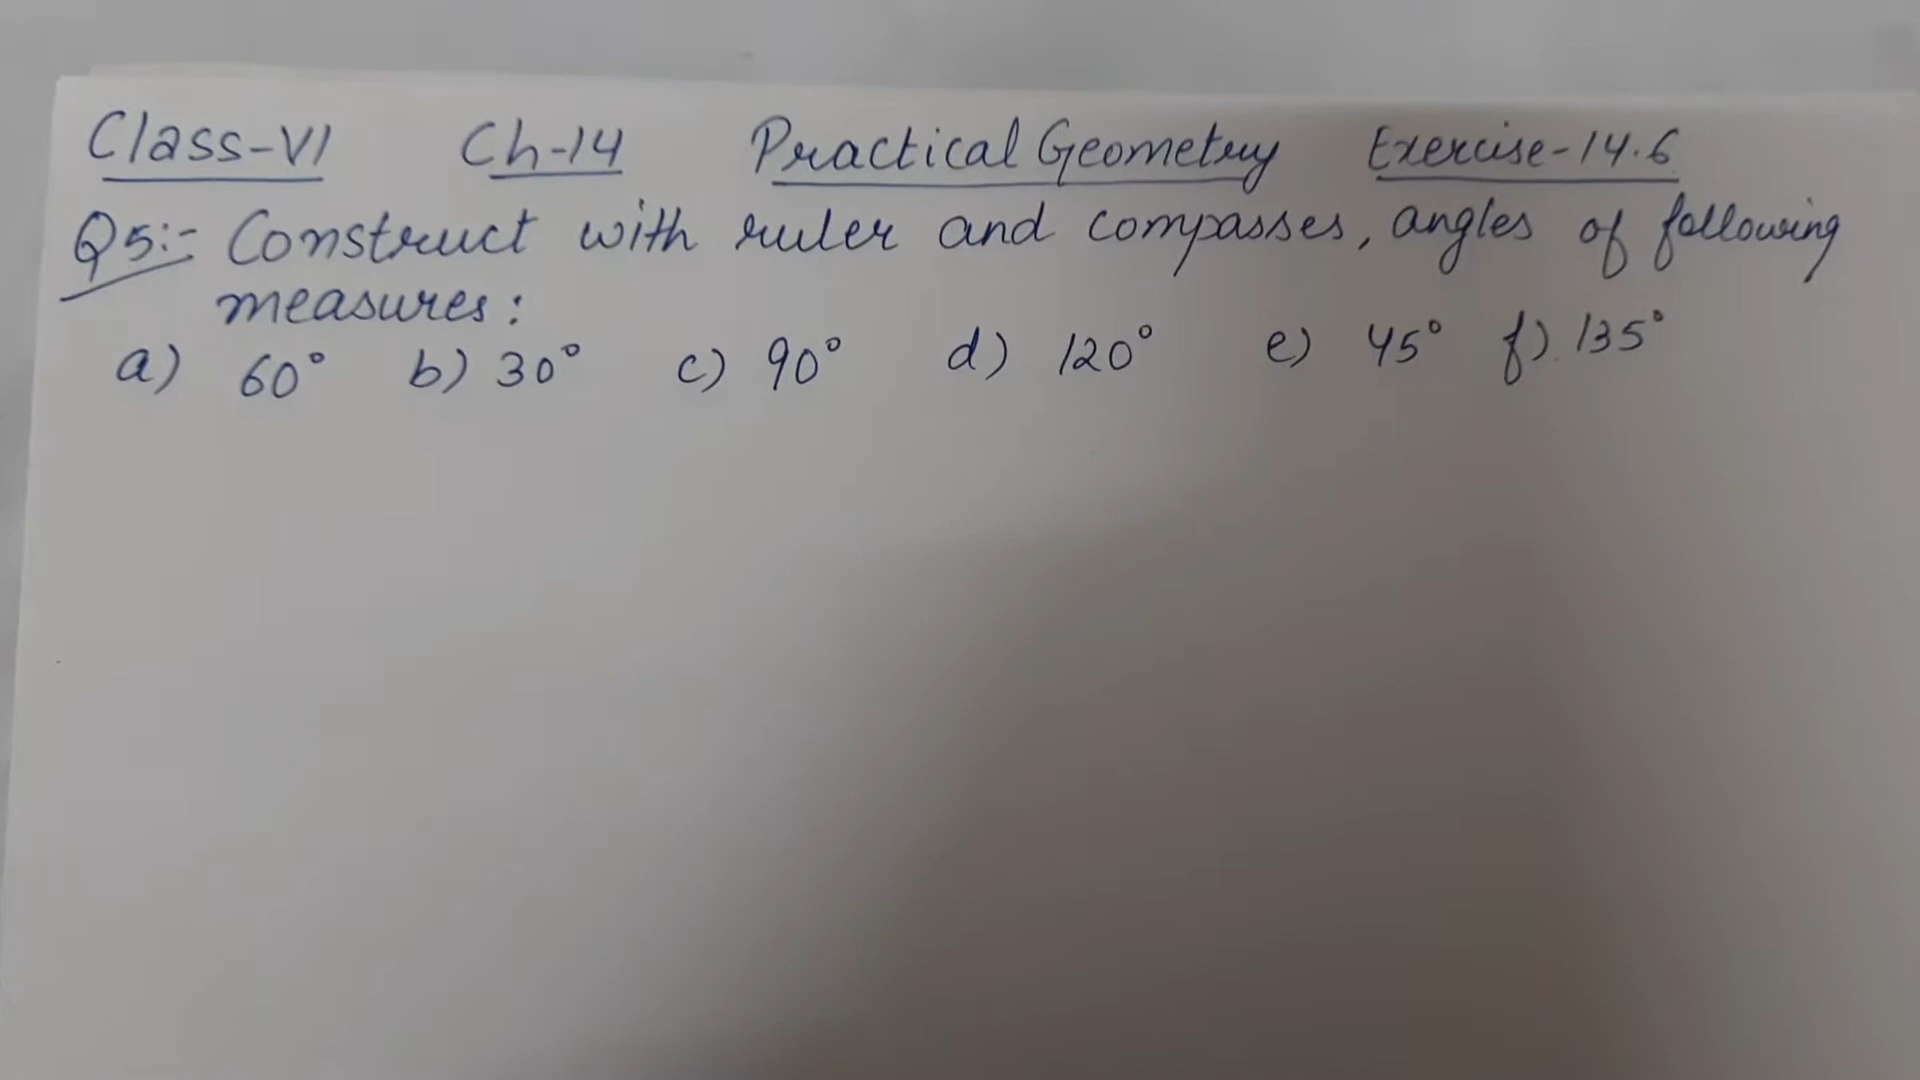 Class-VI Ch-14 Practical Geometry Exercise-14.6
Q5:- Construct with ruler and compasses, angles of following
measures:
a) 60° b) 30° c) 90° d) 120° e) 45° f) 135°